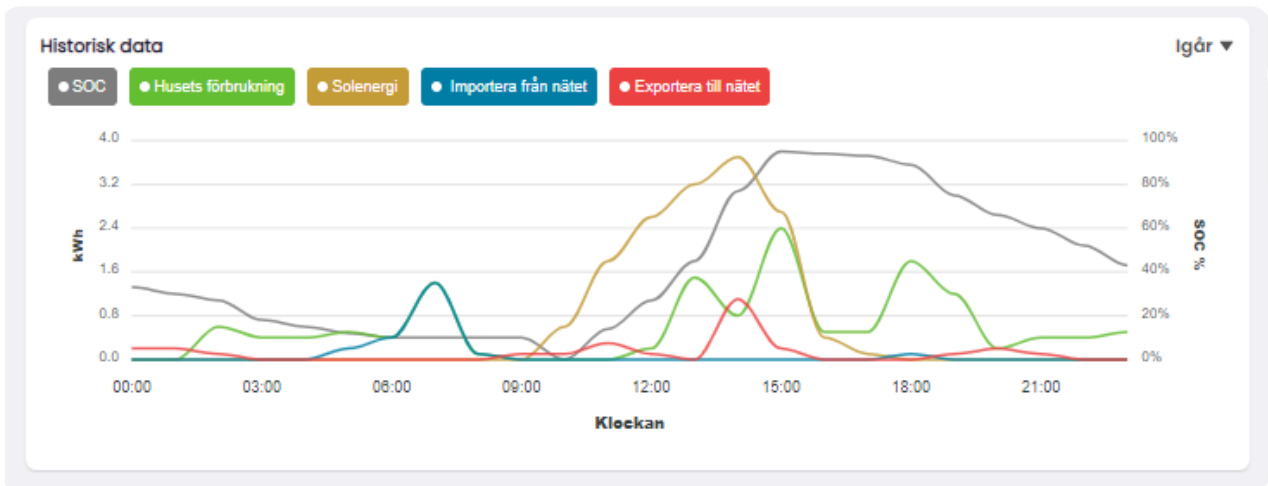 Historisk data
Igår ▼
SOC
Husets förbrukning
Solenergi
Importera från nätet
Exportera till nätet
4.0
3.2
2.4
1.6
0.8
0.0
kWh
100%
80%
60%
40%
20%
0%
SOC %
00:00 03:00 06:00 09:00 12:00 15:00 18:00 21:00
Klockan